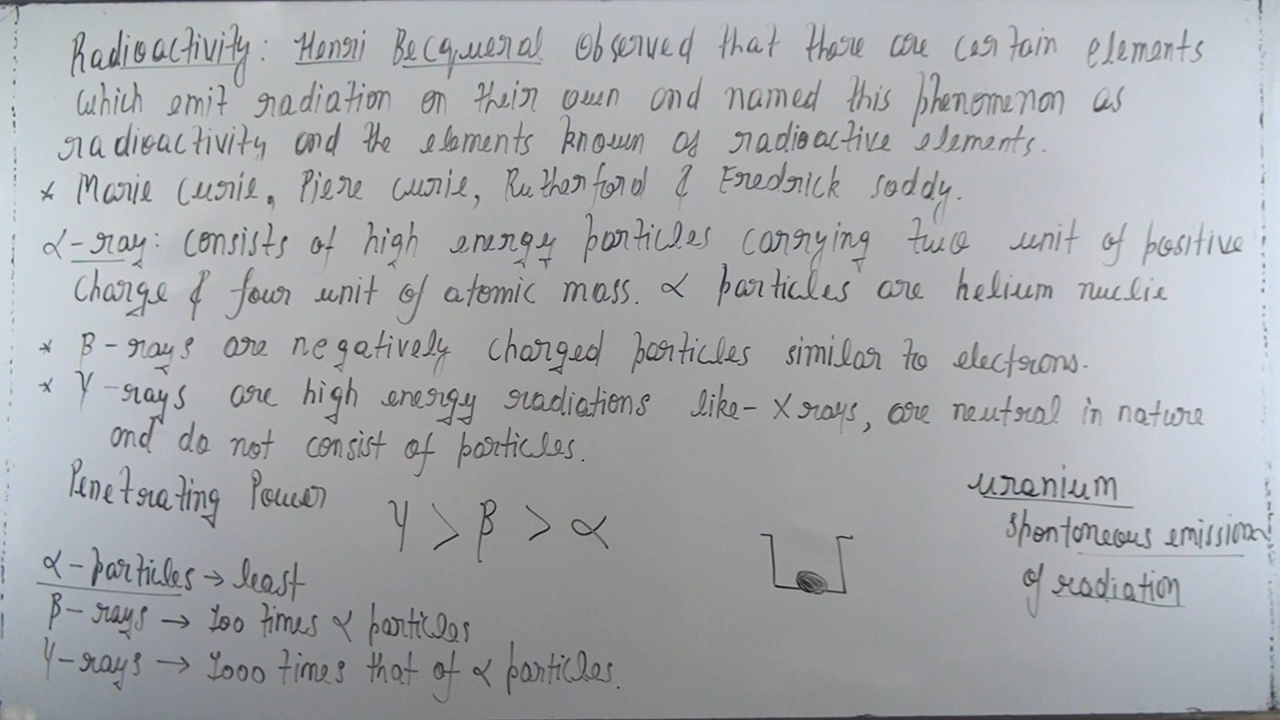 Radioactivity: Henri Becqueral Observed that there are certain elements
which emit radiation on their own and named this phenomenon as
radioactivity and the elements known as radioactive elements.
* Marie Curie, Piere Curie, Rutherford & Fredrick Soddy.
α-ray: consists of high energy particles carrying two unit of positive
charge & four unit of atomic mass. α particles are helium nuclie
* β-rays are negatively charged particles similar to electrons.
* γ-rays are high energy radiations like-X rays, are neutral in nature
and do not consist of particles.
Penetrating Power
γ > β > α
α-particles → least
β-rays → 100 times α particles
γ-rays → 1000 times that of α particles.
uranium
spontaneous emission
of radiation